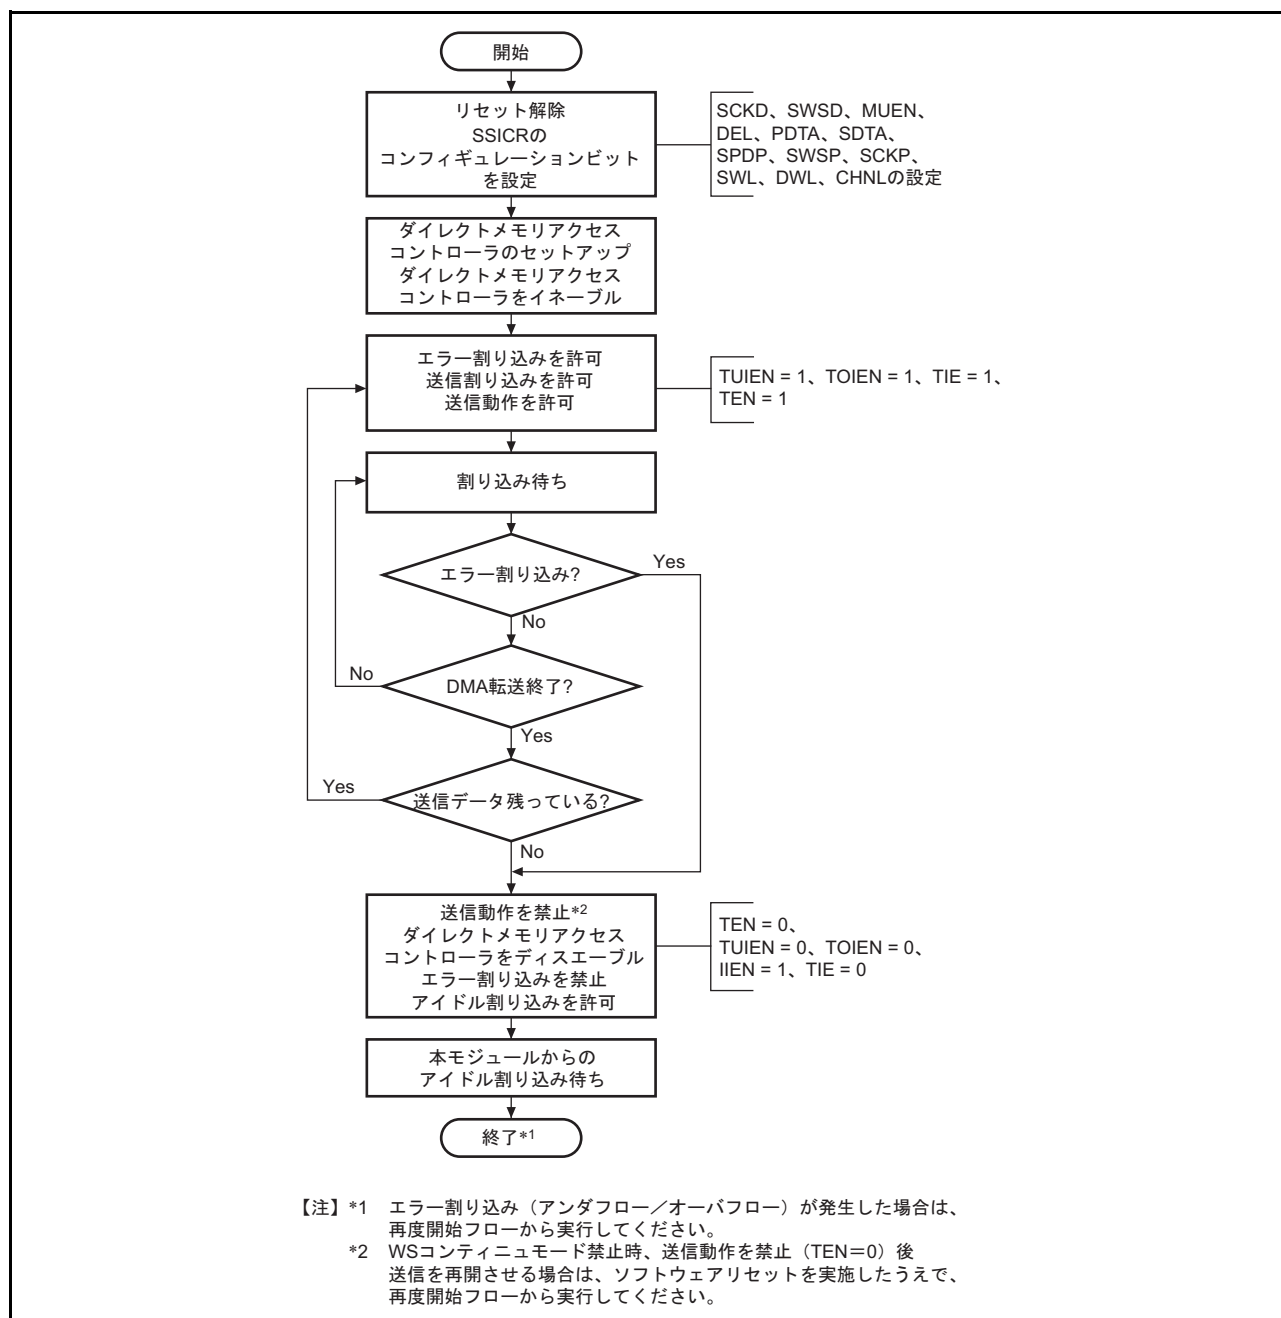 開始
リセット解除
SSICRの
コンフィギュレーションビット
を設定
SCKD、SWSD、MUEN、
DEL、PDTA、SDTA、
SPDP、SWSP、SCKP、
SWL、DWL、CHNLの設定
ダイレクトメモリアクセス
コントローラのセットアップ
ダイレクトメモリアクセス
コントローラをイネーブル
エラー割り込みを許可
送信割り込みを許可
送信動作を許可
TUIEN = 1、TOIEN = 1、TIE = 1、
TEN = 1
割り込み待ち
エラー割り込み?
Yes
No
DMA転送終了?
No
Yes
送信データ残っている?
Yes
No
送信動作を禁止*2
ダイレクトメモリアクセス
コントローラをディスエーブル
エラー割り込みを禁止
アイドル割り込みを許可
TEN = 0、
TUIEN = 0、TOIEN = 0、
IIEN = 1、TIE = 0
本モジュールからの
アイドル割り込み待ち
終了*1
【注】*1 エラー割り込み（アンダフロー／オーバフロー）が発生した場合は、
再度開始フローから実行してください。
*2 WSコンティニュモード禁止時、送信動作を禁止（TEN＝0）後
送信を再開させる場合は、ソフトウェアリセットを実施したうえで、
再度開始フローから実行してください。